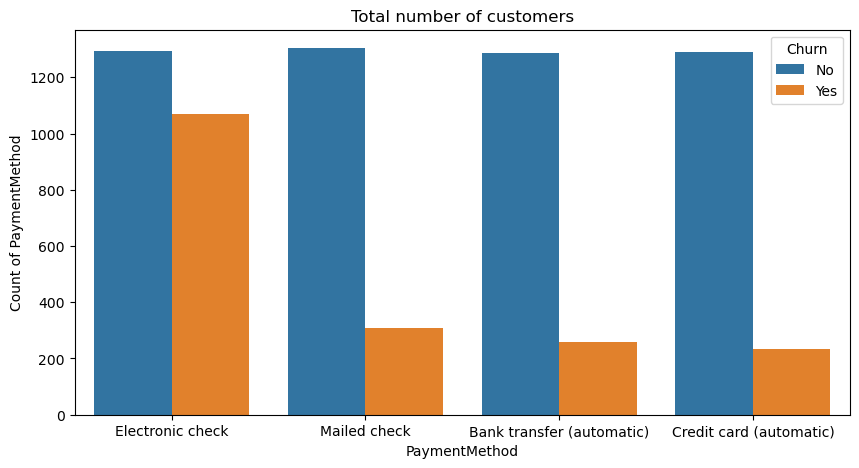 Total number of customers
Churn
No
Yes
Count of PaymentMethod
1200
1000
800
600
400
200
0
Electronic check
Mailed check
Bank transfer (automatic)
Credit card (automatic)
PaymentMethod